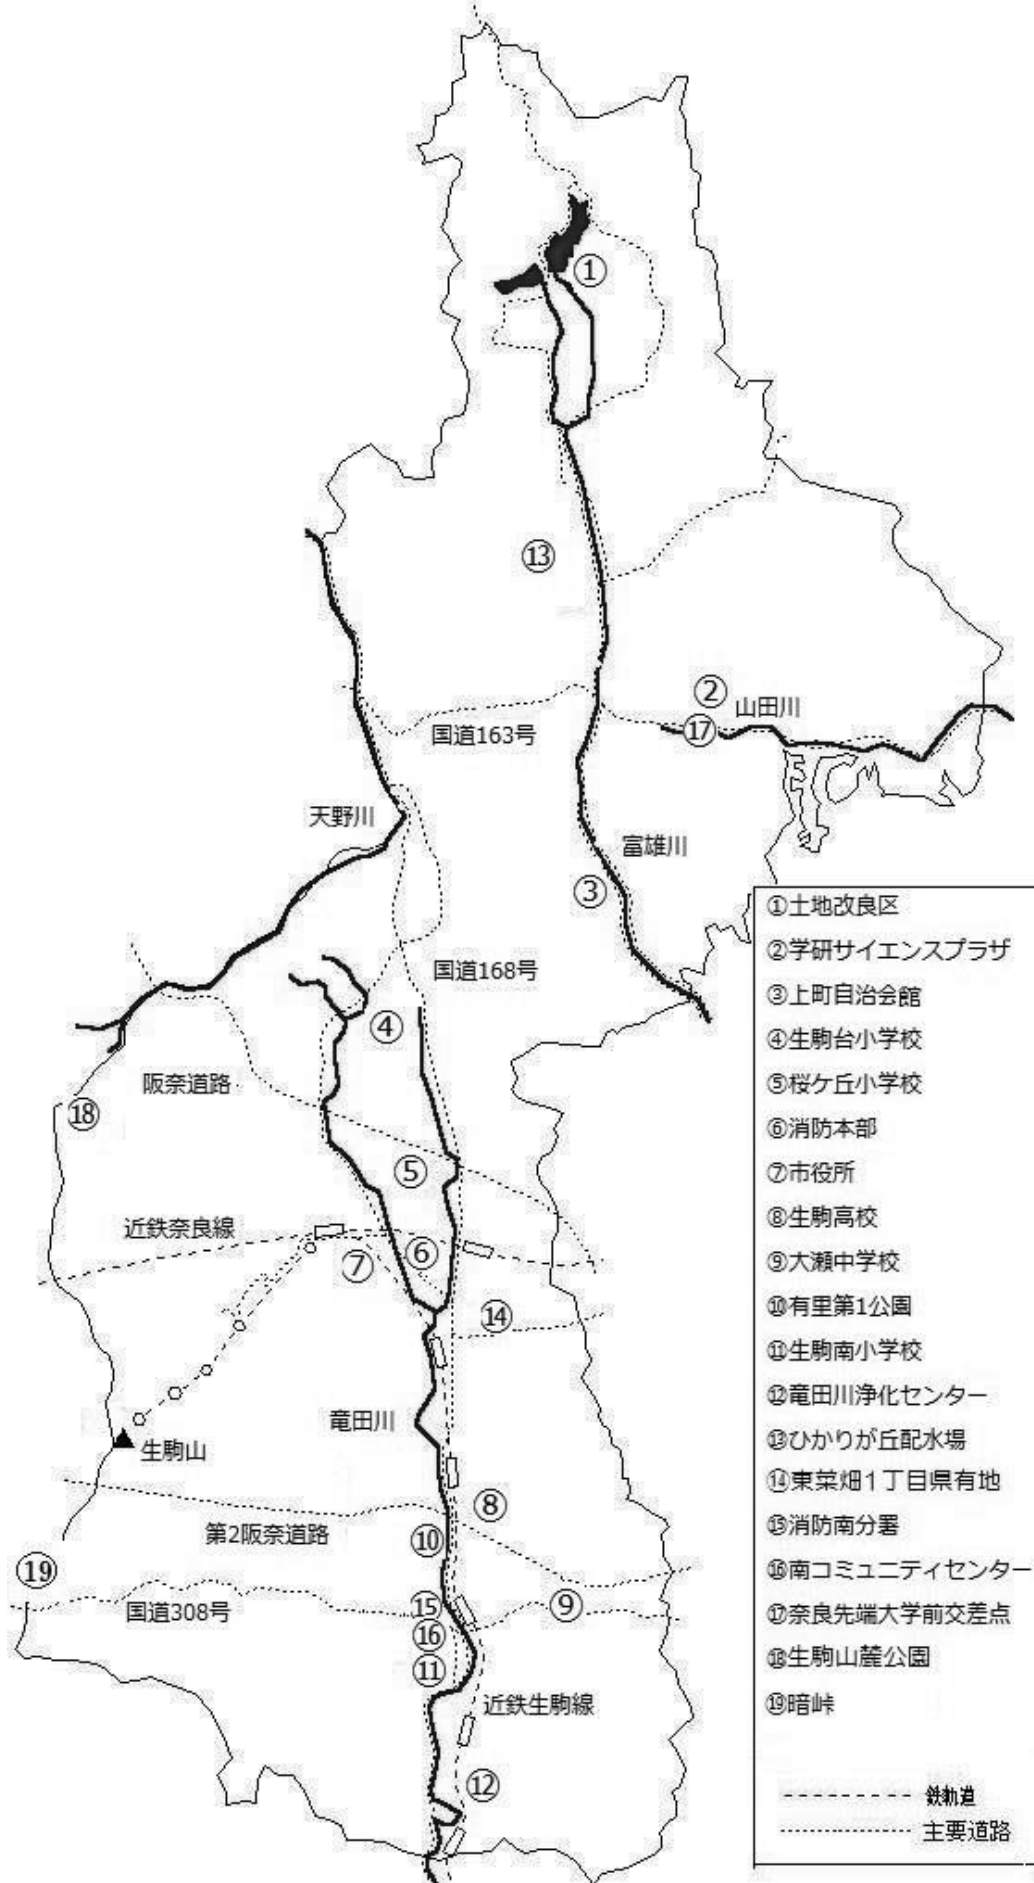 ①
⑬
②
山田川
⑰
国道163号
天野川
富雄川
③
国道168号
④
阪奈道路
⑱
⑤
近鉄奈良線
⑥
⑦
⑭
竜田川
生駒山
⑧
第2阪奈道路
⑩
⑲
国道308号
⑮
⑨
⑯
⑪
近鉄生駒線
⑫
①土地改良区
②学研サイエンスプラザ
③上町自治会館
④生駒台小学校
⑤桜ケ丘小学校
⑥消防本部
⑦市役所
⑧生駒高校
⑨大瀬中学校
⑩有里第1公園
⑪生駒南小学校
⑫竜田川浄化センター
⑬ひかりが丘配水場
⑭東菜畑1丁目県有地
⑮消防南分署
⑯南コミュニティセンター
⑰奈良先端大学前交差点
⑱生駒山麓公園
⑲暗峠
鉄軌道
主要道路